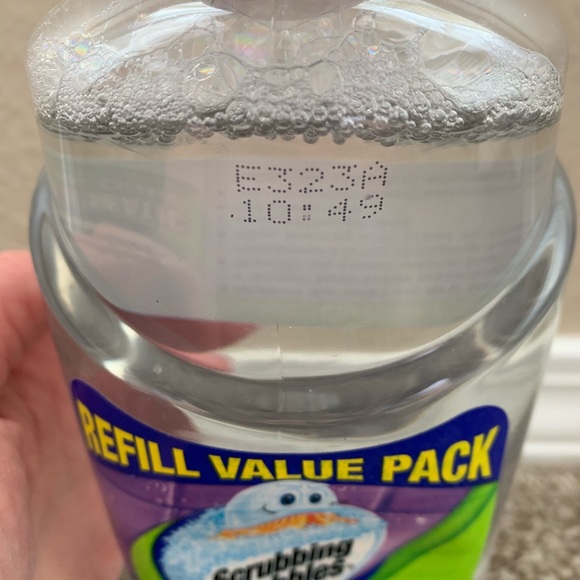 E323A
10:49
REFILL VALUE PACK
Scrubbing